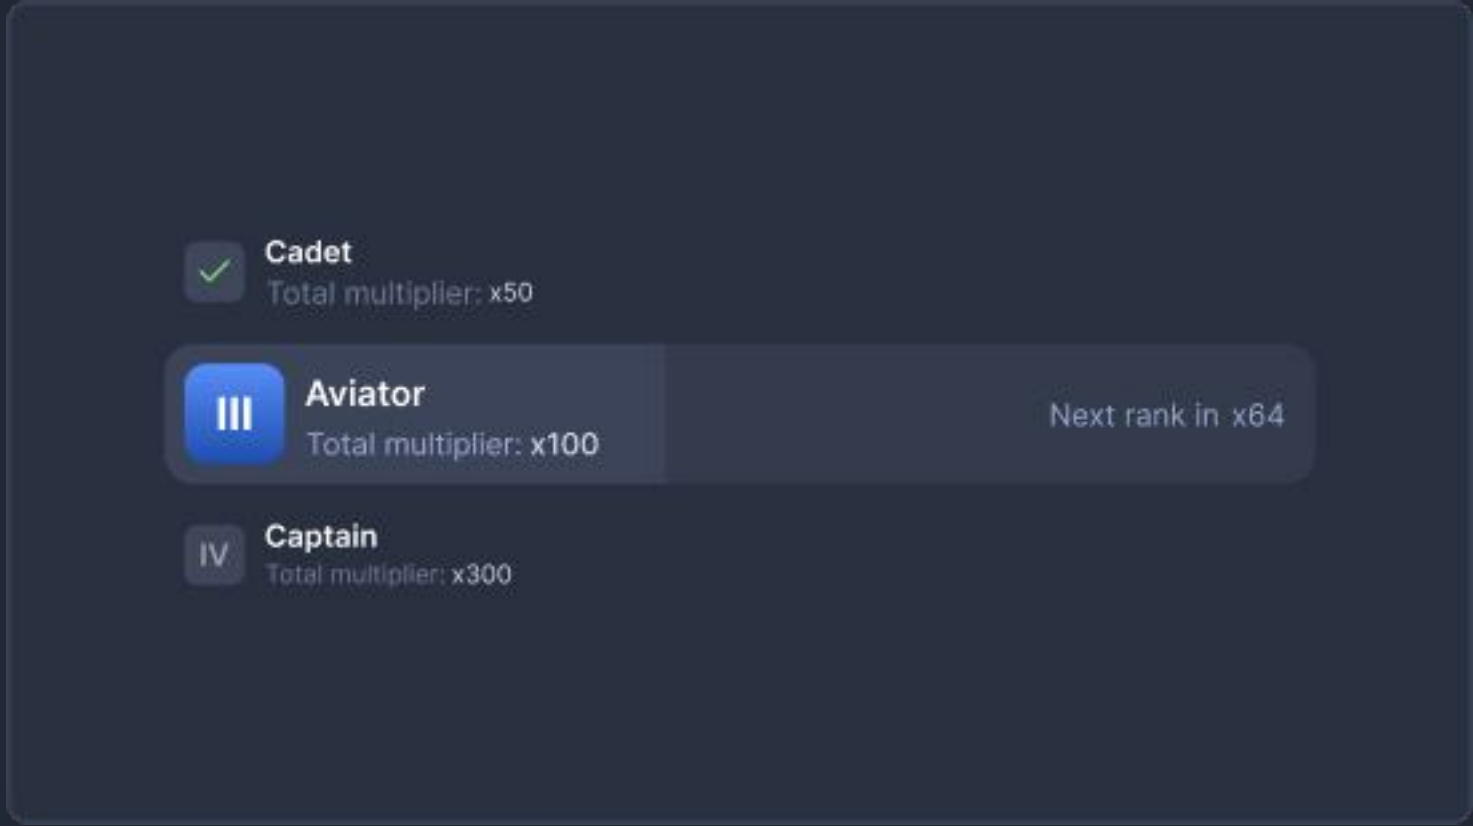 Cadet
Total multiplier: x50
III
Aviator
Total multiplier: x100
Next rank in x64
IV
Captain
Total multiplier: x300